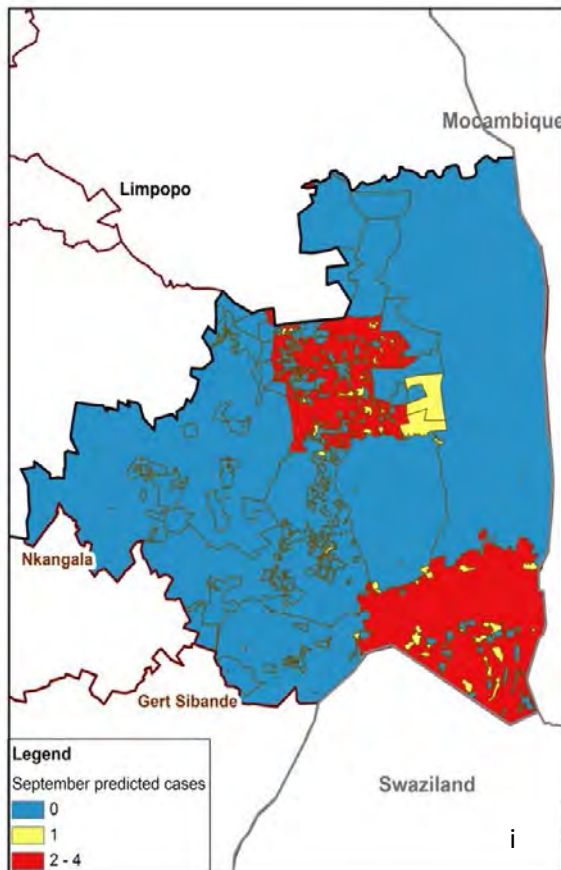 Mocambique
Limpopo
Nkangala
Gert Sibande
Swaziland
Legend
September predicted cases
0
1
2 - 4
i